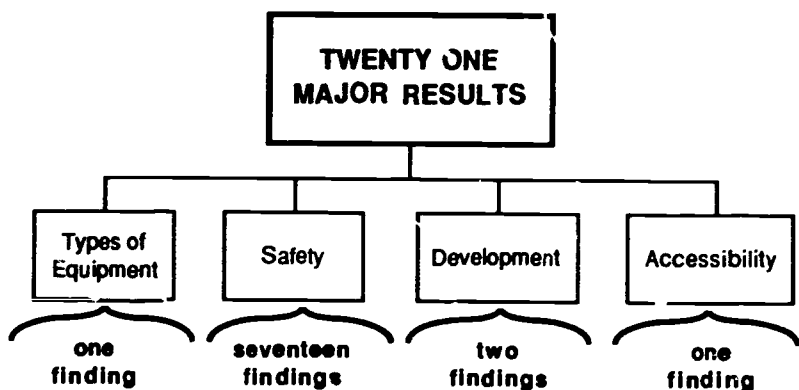 TWENTY ONE
MAJOR RESULTS
Types of
Equipment
Safety
Development
Accessibility
one
finding
seventeen
findings
two
findings
one
finding